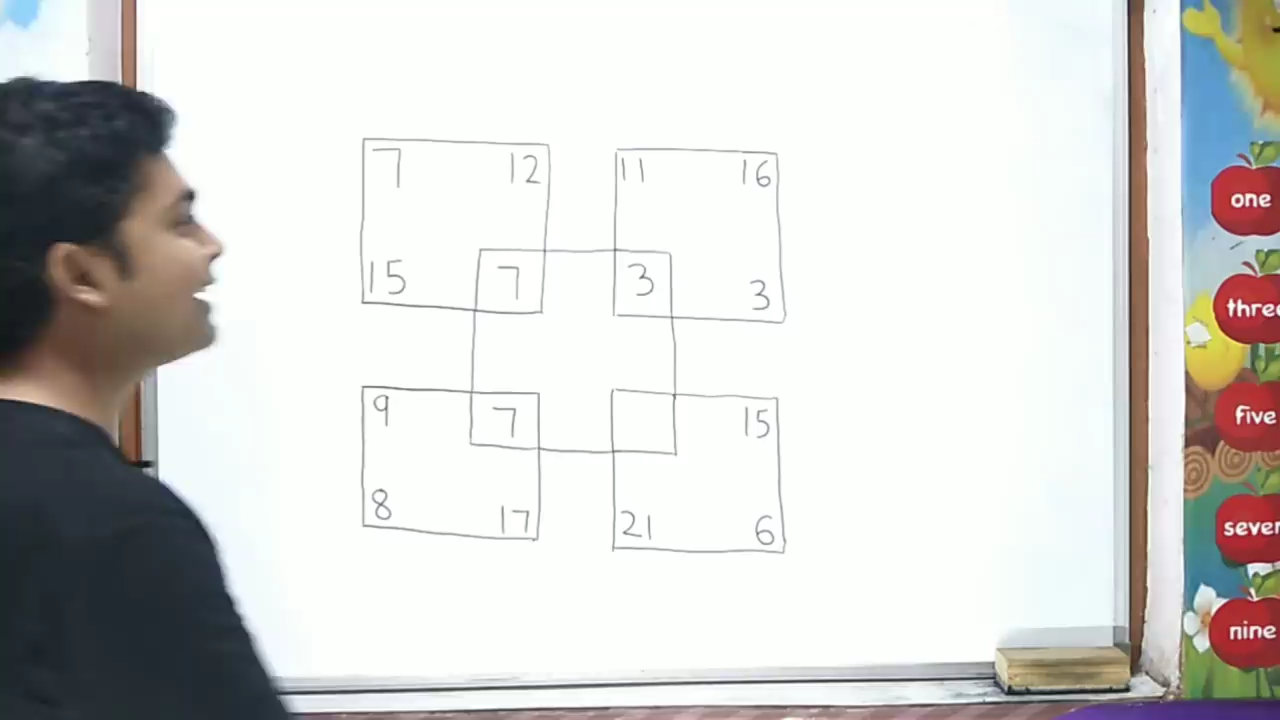 7 12
11 16
15 7
3 3
9 7
15
8 17
21 6
one
three
five
seven
nine